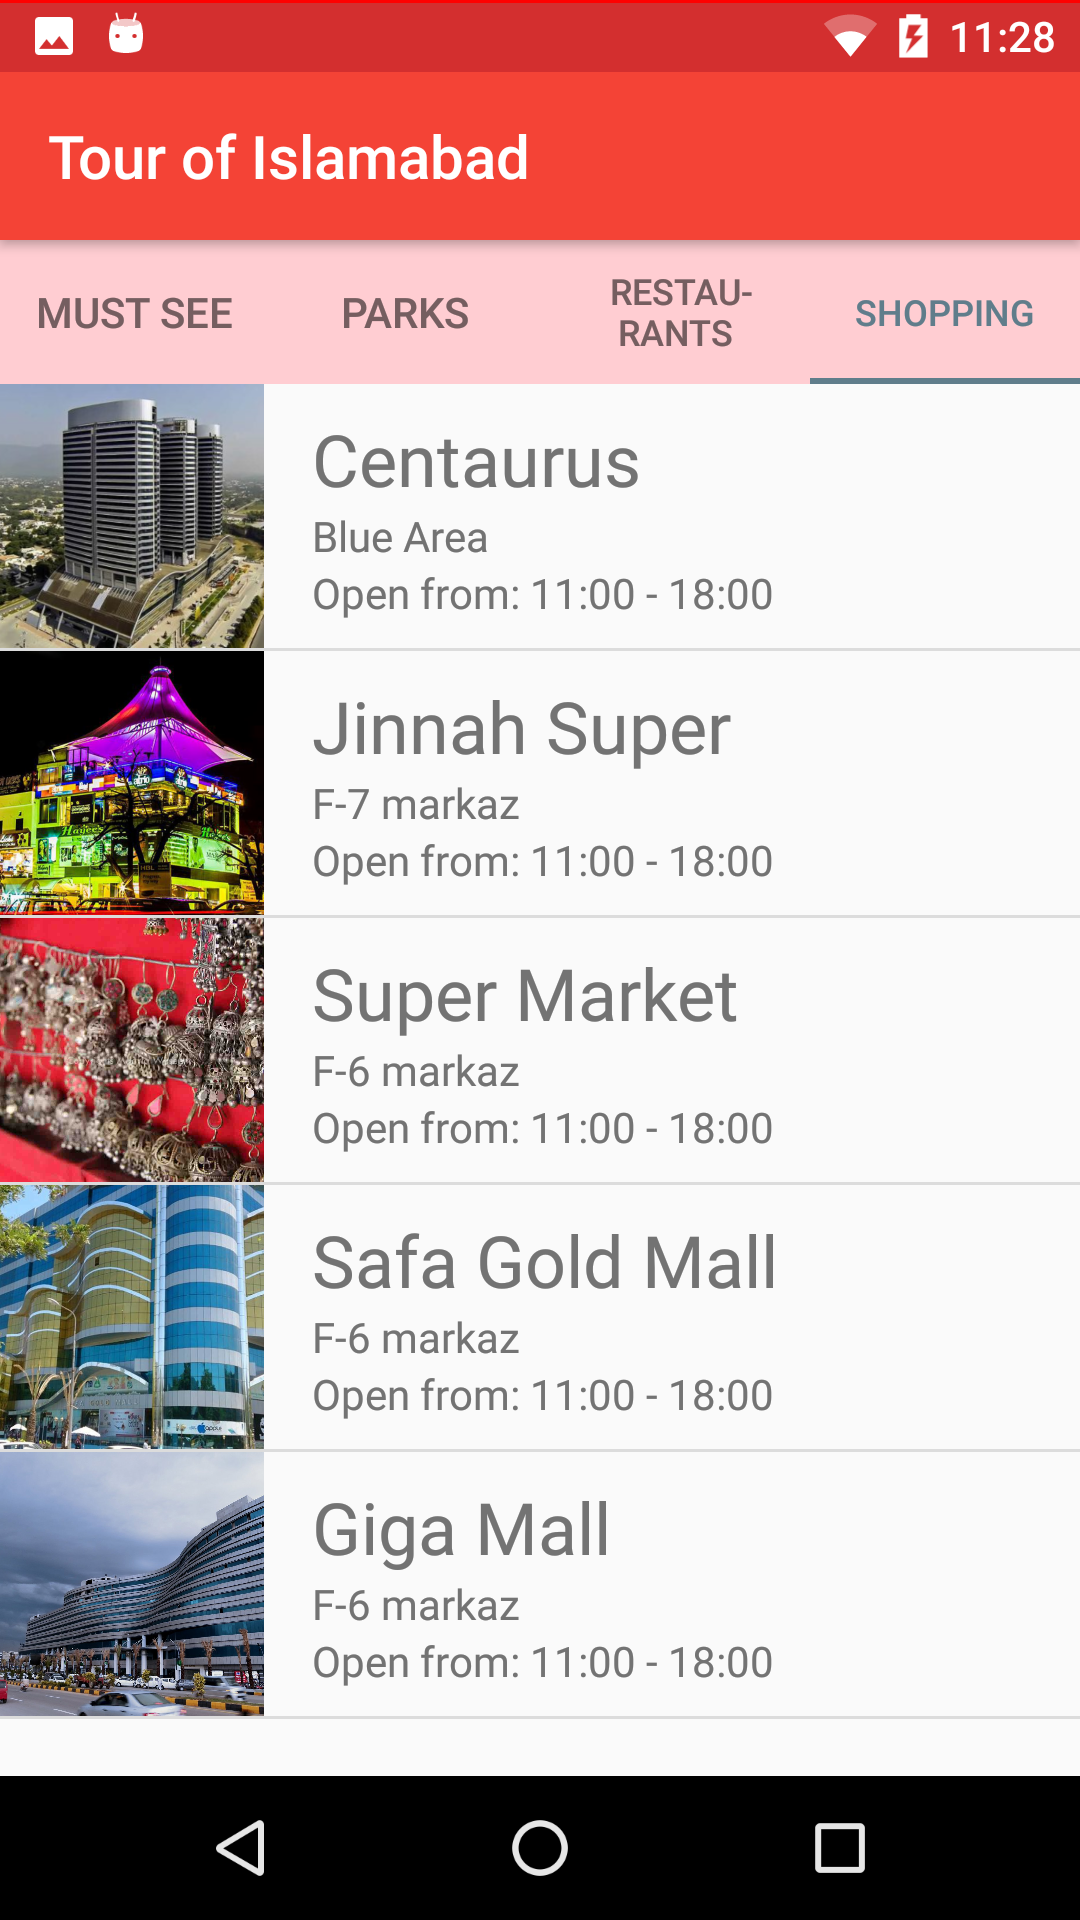 11:28
Tour of Islamabad
MUST SEE
PARKS
RESTAU-
RANTS
SHOPPING
Centaurus
Blue Area
Open from: 11:00 - 18:00
Jinnah Super
F-7 markaz
Open from: 11:00 - 18:00
Super Market
F-6 markaz
Open from: 11:00 - 18:00
Safa Gold Mall
F-6 markaz
Open from: 11:00 - 18:00
Giga Mall
F-6 markaz
Open from: 11:00 - 18:00